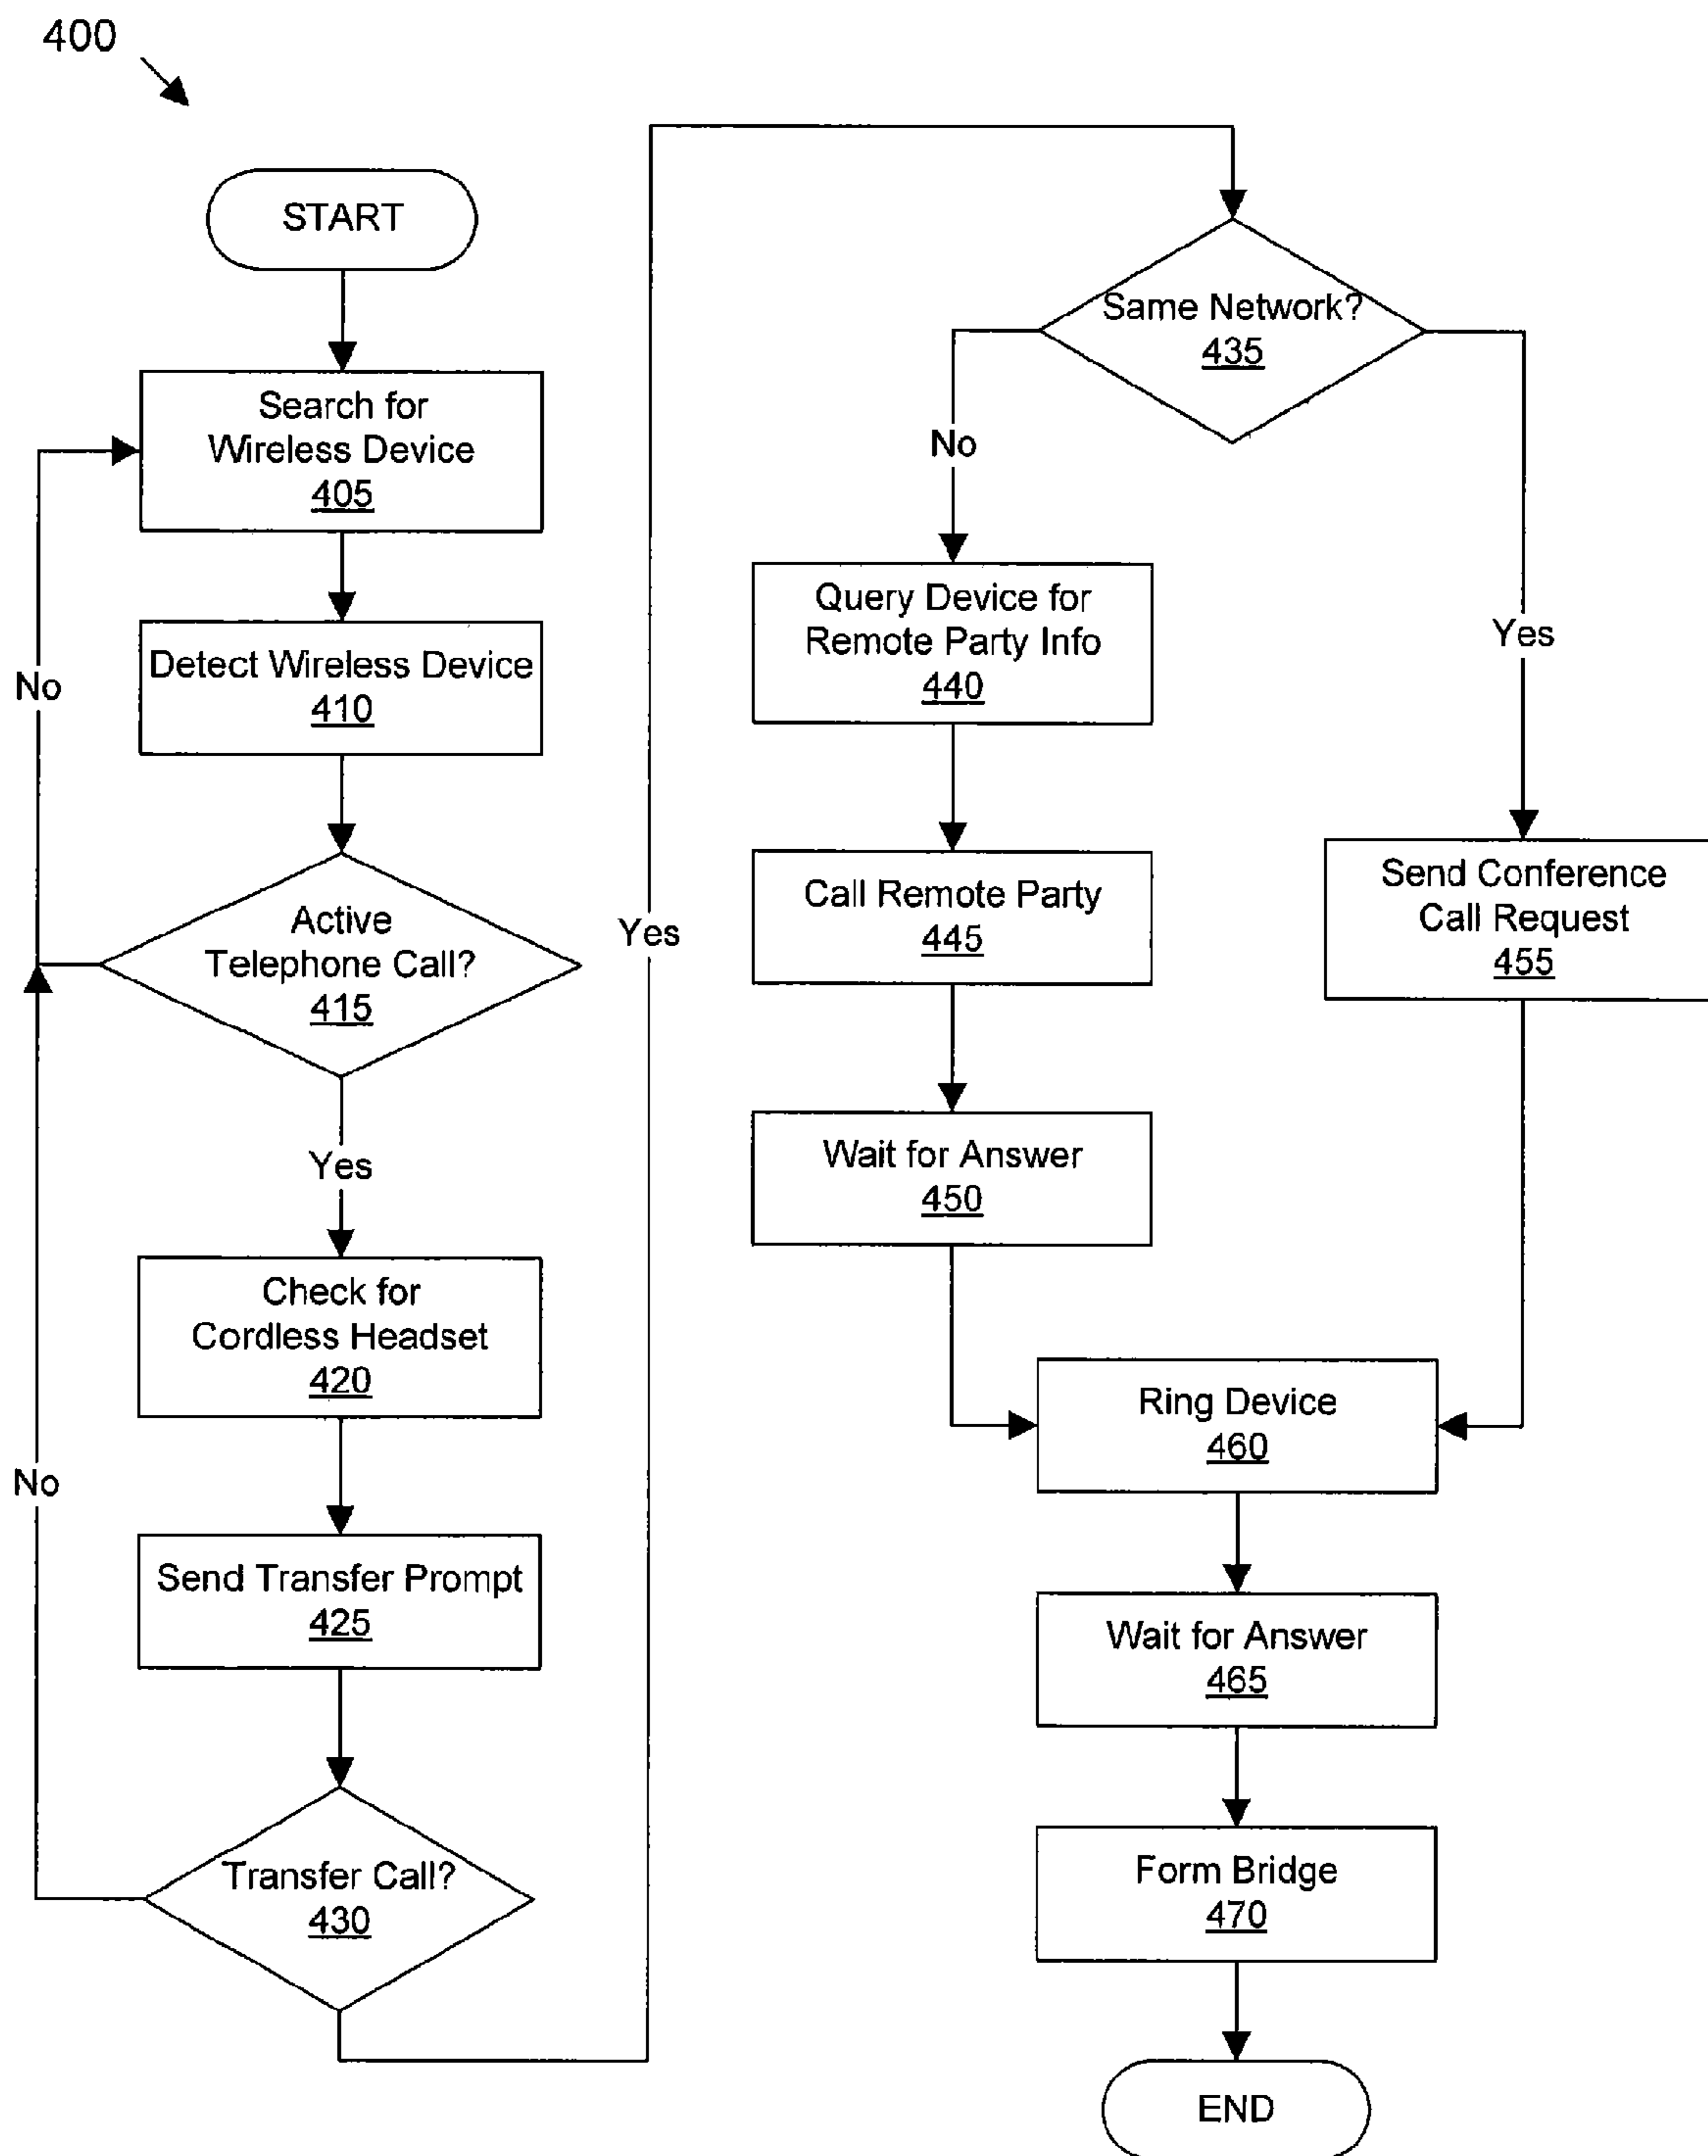 400
START
Search for
Wireless Device
405
Detect Wireless Device
410
No
Active
Telephone Call?
415
Yes
Check for
Cordless Headset
420
No
Send Transfer Prompt
425
Transfer Call?
430
Yes
Same Network?
435
No
Yes
Query Device for
Remote Party Info
440
Call Remote Party
445
Wait for Answer
450
Send Conference
Call Request
455
Ring Device
460
Wait for Answer
465
Form Bridge
470
END